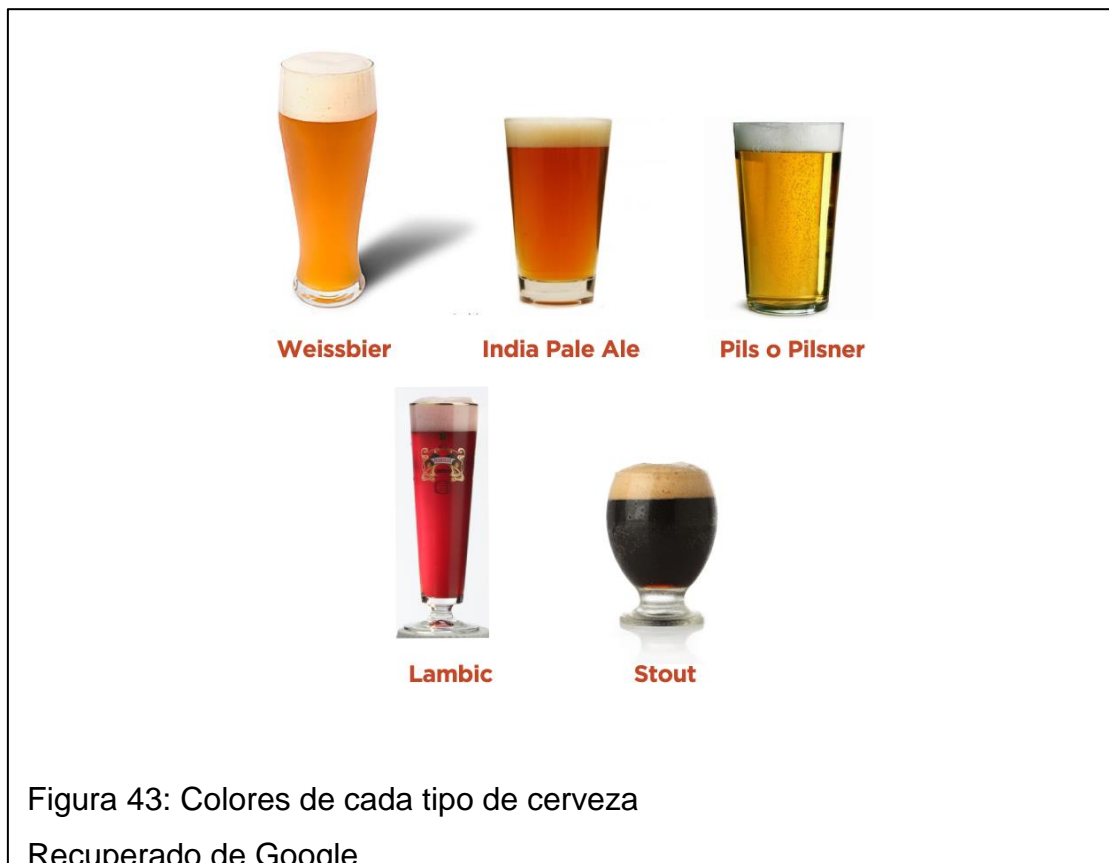 Weissbier
India Pale Ale
Pils o Pilsner
Lambic
Stout
Figura 43: Colores de cada tipo de cerveza
Recuperado de Google